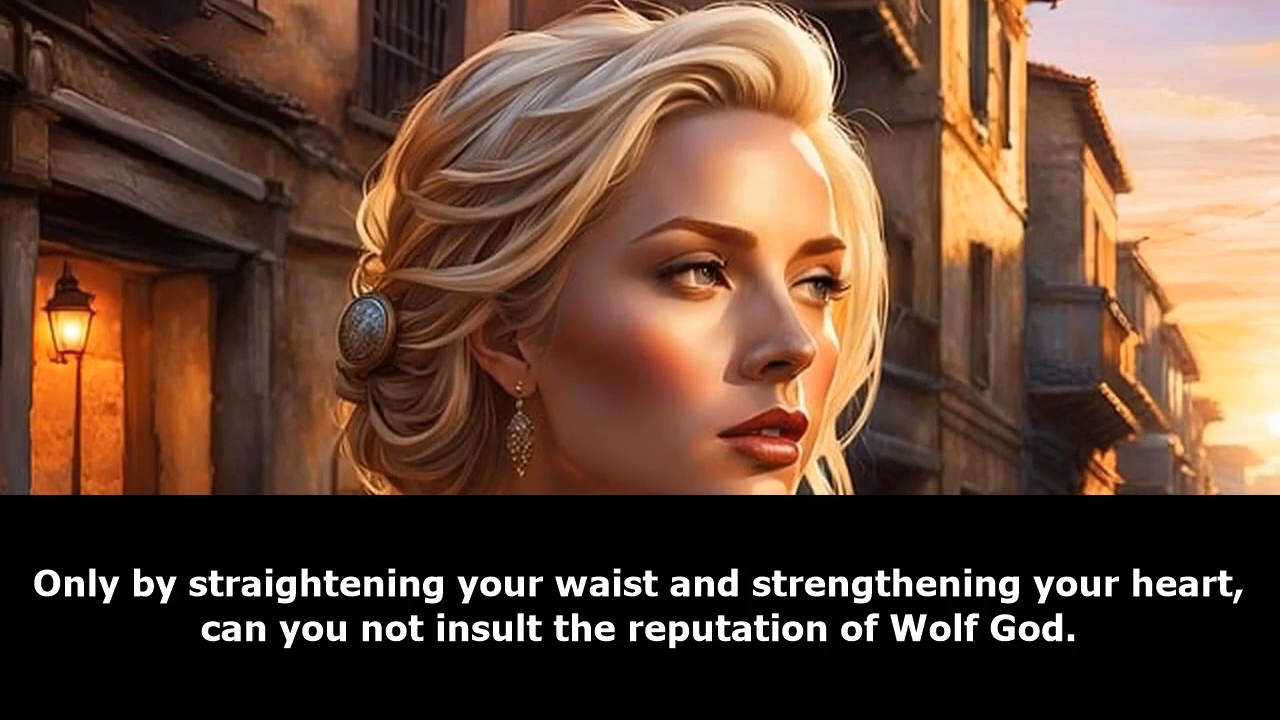 Only by straightening your waist and strengthening your heart,
can you not insult the reputation of Wolf God.